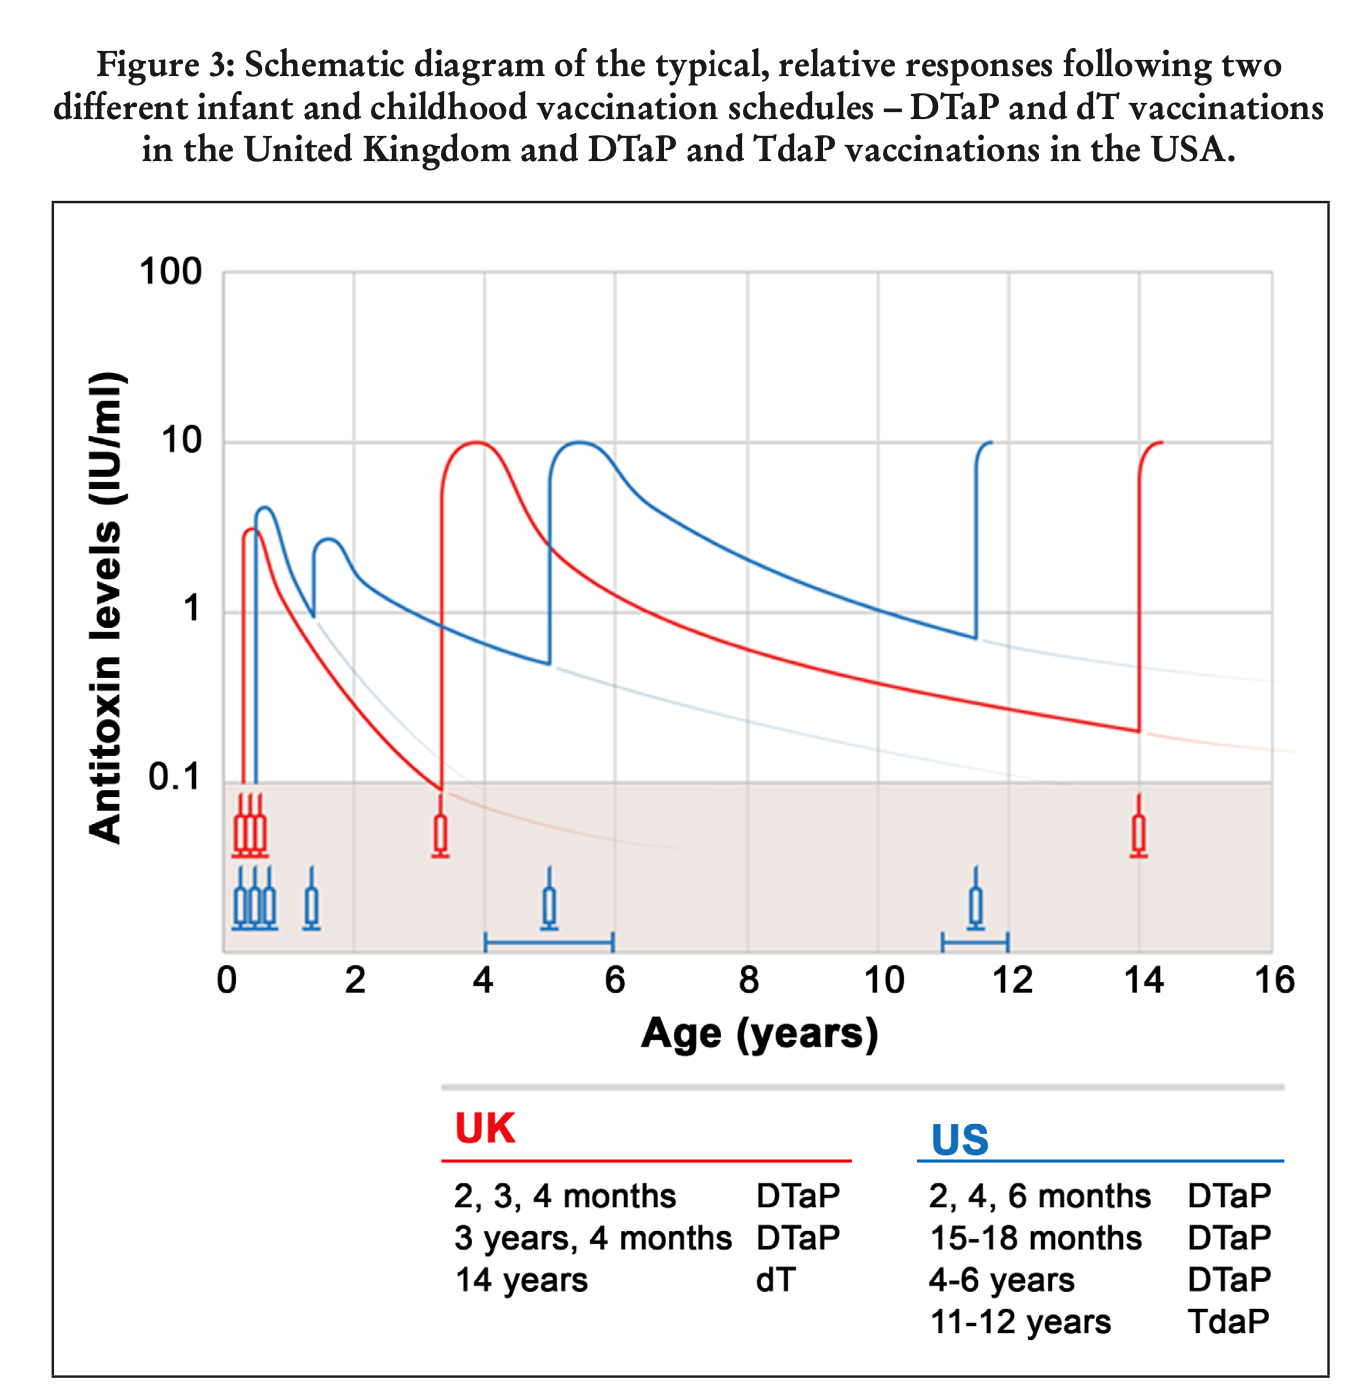 Figure 3: Schematic diagram of the typical, relative responses following two
different infant and childhood vaccination schedules – DTaP and dT vaccinations
in the United Kingdom and DTaP and TdaP vaccinations in the USA.
Antitoxin levels (IU/ml)
100
10
1
0.1
0 2 4 6 8 10 12 14 16
Age (years)
UK
2, 3, 4 months DTaP
3 years, 4 months DTaP
14 years dT
US
2, 4, 6 months DTaP
15-18 months DTaP
4-6 years DTaP
11-12 years TdaP